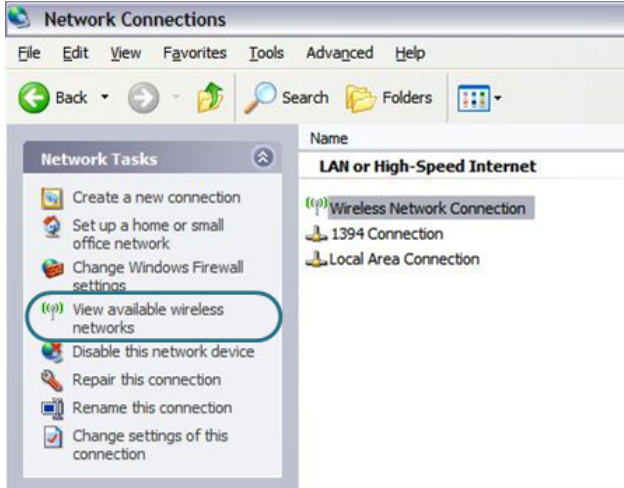 Network Connections
File Edit View Favorites Tools Advanced Help
Back Search Folders
Network Tasks
Create a new connection
Set up a home or small
office network
Change Windows Firewall
settings
View available wireless
networks
Disable this network device
Repair this connection
Rename this connection
Change settings of this
connection
Name
LAN or High-Speed Internet
Wireless Network Connection
1394 Connection
Local Area Connection